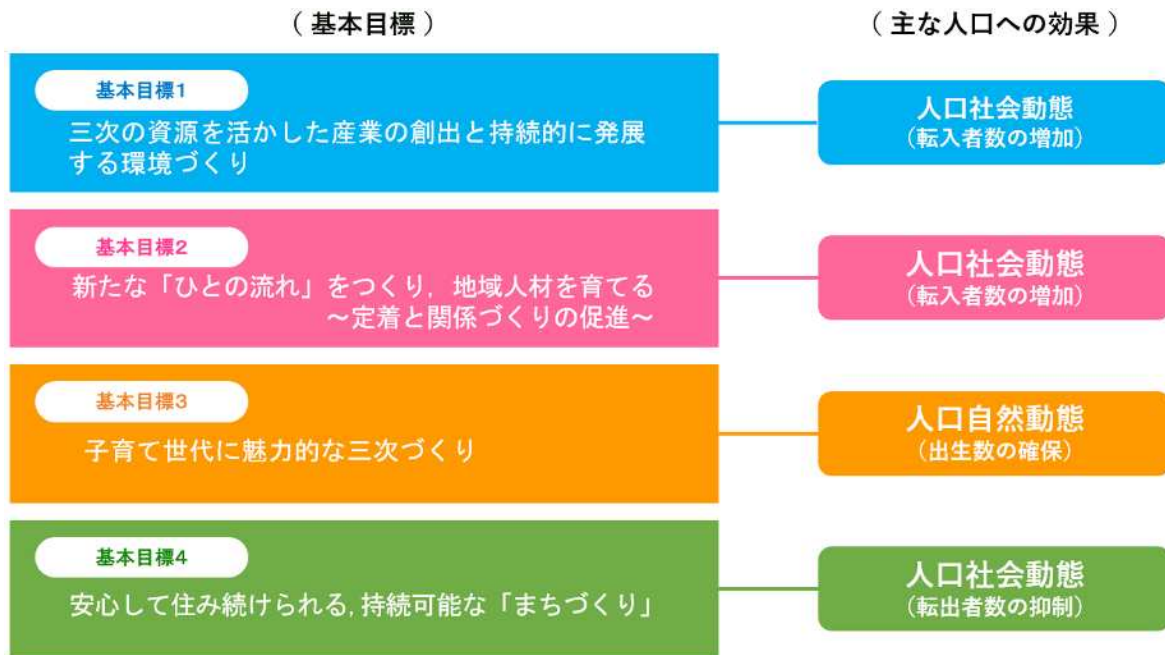 （ 基本目標 ）
（ 主な人口への効果 ）
基本目標1
三次の資源を活かした産業の創出と持続的に発展
する環境づくり
人口社会動態
（転入者数の増加）
基本目標2
新たな「ひとの流れ」をつくり，地域人材を育てる
～定着と関係づくりの促進～
人口社会動態
（転入者数の増加）
基本目標3
子育て世代に魅力的な三次づくり
人口自然動態
（出生数の確保）
基本目標4
安心して住み続けられる，持続可能な「まちづくり」
人口社会動態
（転出者数の抑制）